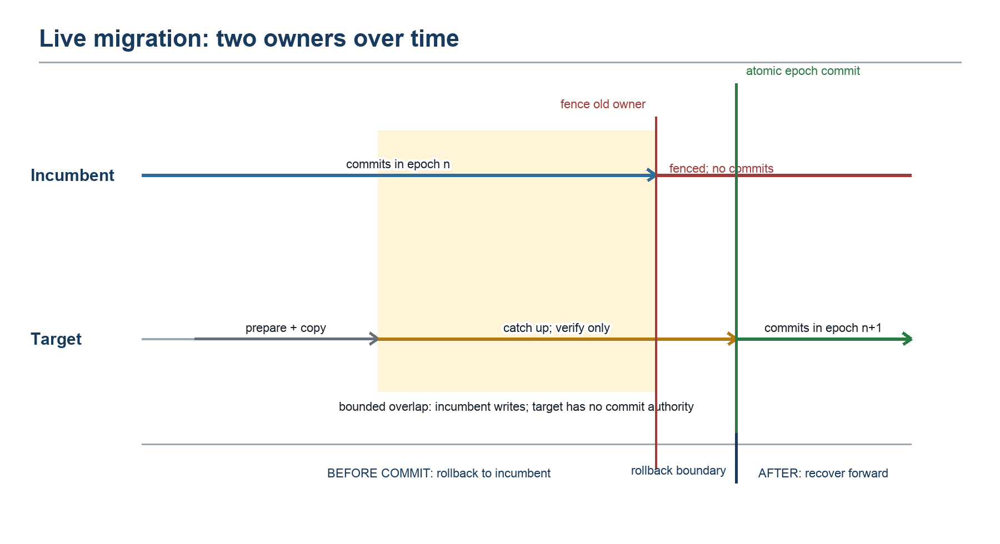 Live migration: two owners over time
atomic epoch commit
fence old owner
commits in epoch n
fenced; no commits
Incumbent
prepare + copy
catch up; verify only
commits in epoch n+1
Target
bounded overlap: incumbent writes; target has no commit authority
BEFORE COMMIT: rollback to incumbent
rollback boundary
AFTER: recover forward